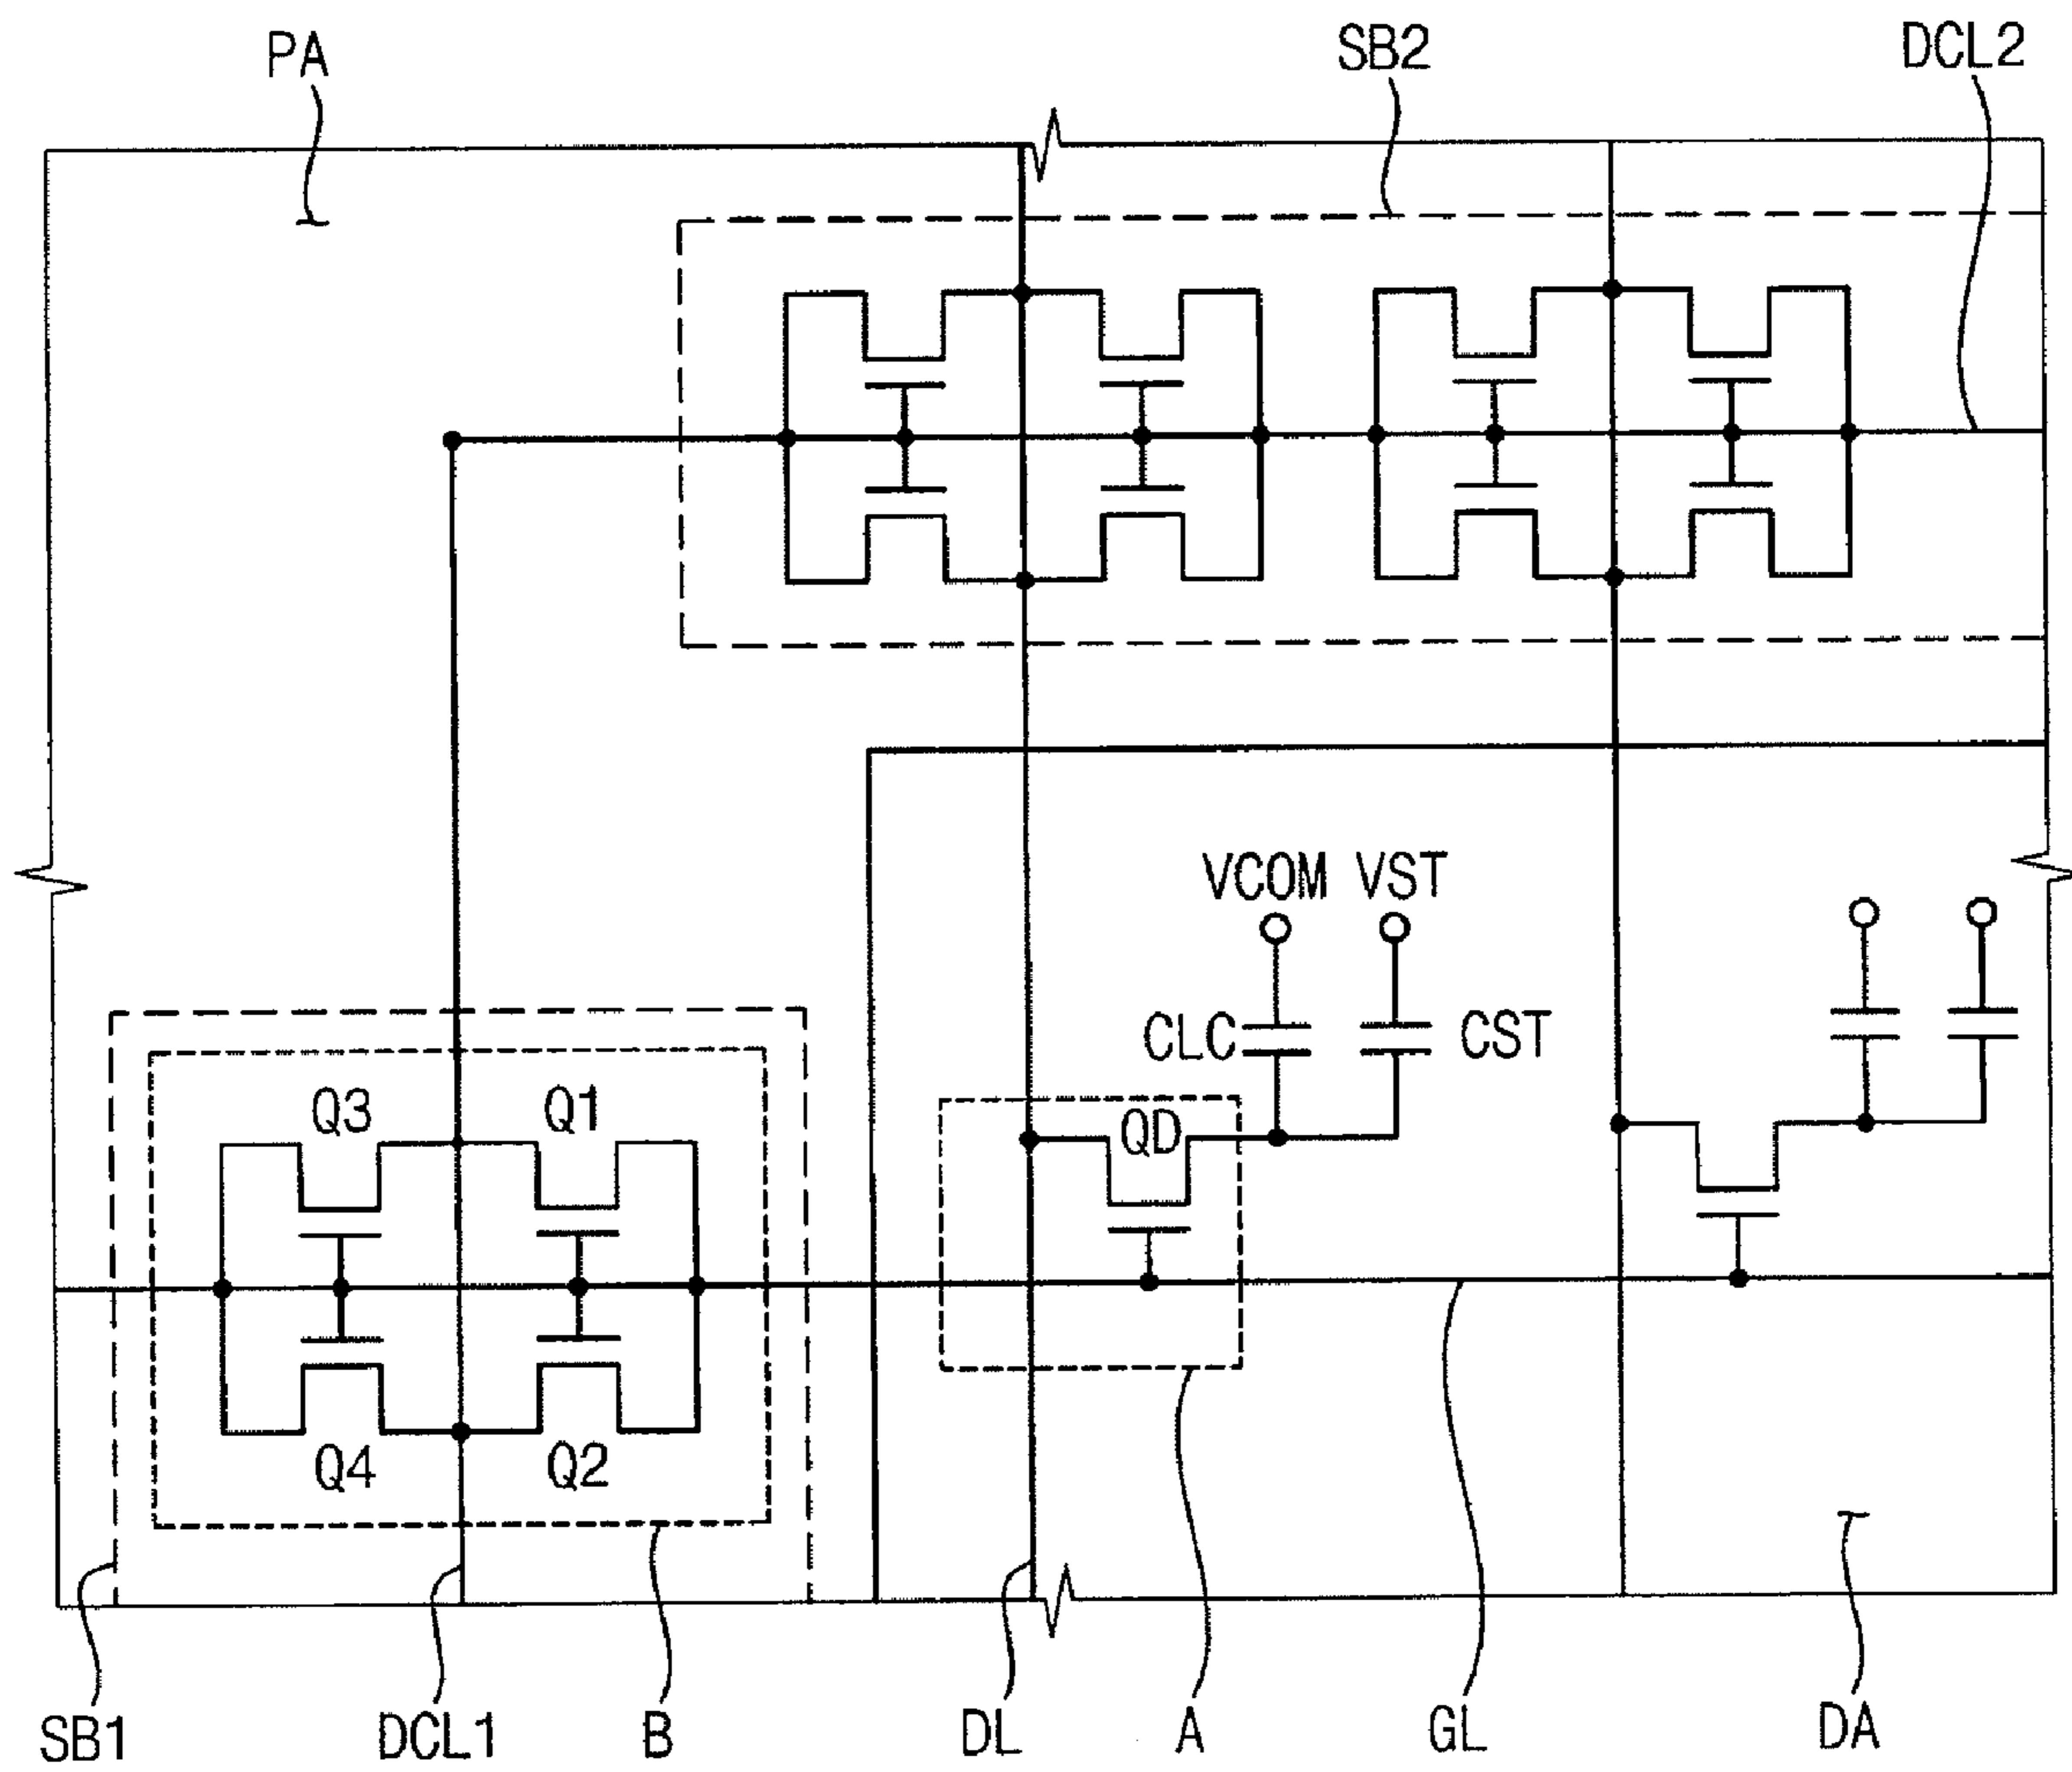 PA
SB2
DCL2
VCOM VST
CLC
CST
Q3
Q1
QD
Q4
Q2
SB1
DCL1
B
DL
A
GL
DA